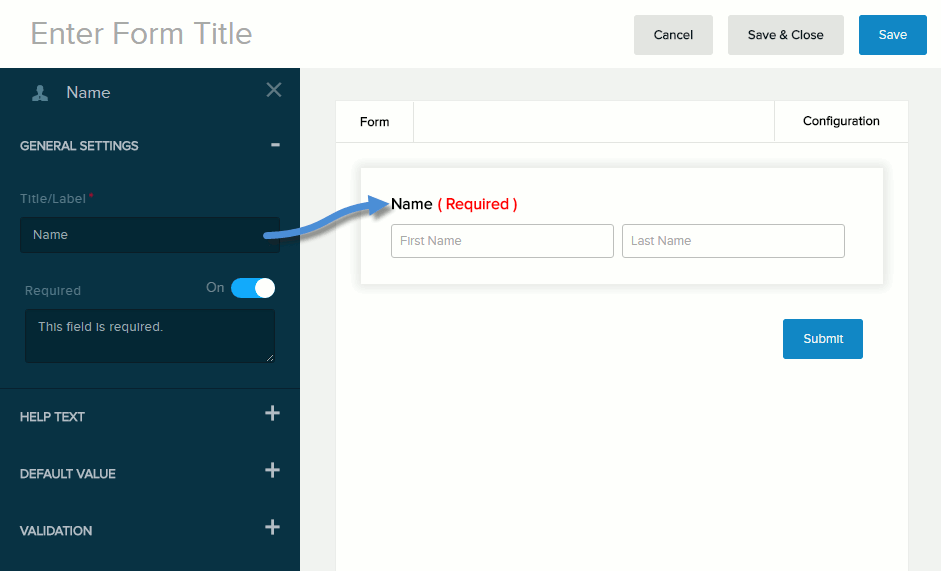 Enter Form Title
Cancel
Save & Close
Save
Name
GENERAL SETTINGS
Title/Label*
Name
Required
On
This field is required.
HELP TEXT
DEFAULT VALUE
VALIDATION
Form
Configuration
Name ( Required )
First Name
Last Name
Submit